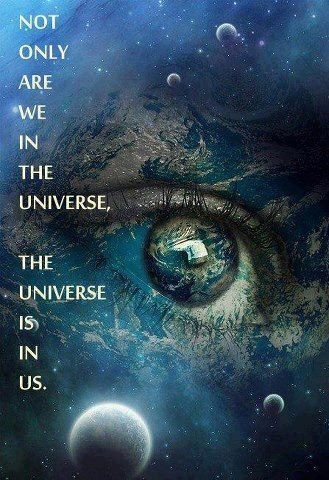 NOT
ONLY
ARE
WE
IN
THE
UNIVERSE,
THE
UNIVERSE
IS
IN
US.